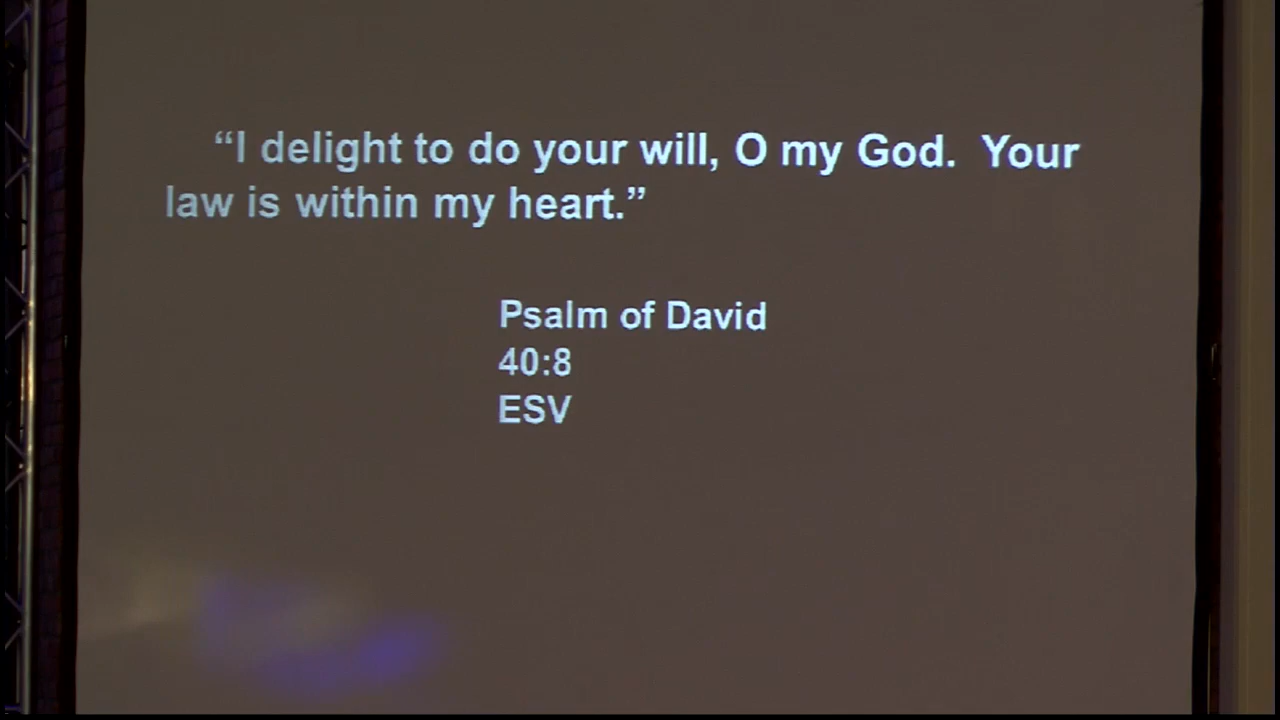 “I delight to do your will, O my God.  Your
law is within my heart.”
Psalm of David
40:8
ESV